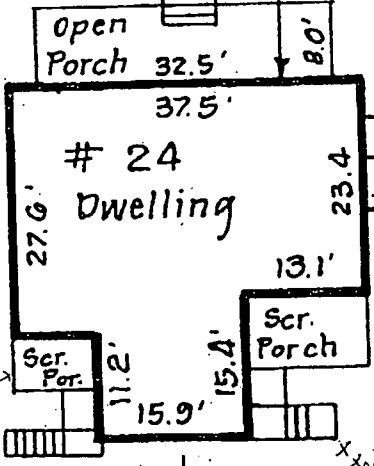 Open
Porch 32.5'
8.0'
37.5'
# 24
Dwelling
27.6'
23.4
13.1'
Scr.
Porch
Scr.
Por.
11.2'
15.4'
15.9'
x
x
x